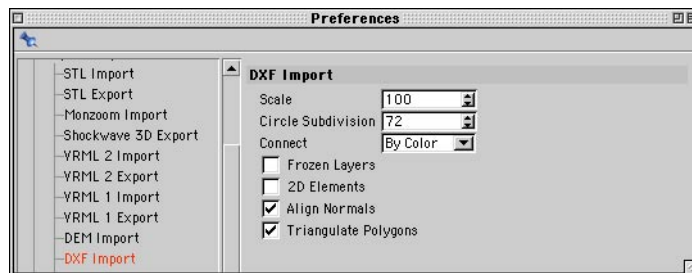 Preferences
STL Import
STL Export
Monzoom Import
Shockwave 3D Export
VRML 2 Import
VRML 2 Export
VRML 1 Import
VRML 1 Export
DEM Import
DXF Import
DXF Import
Scale 100
Circle Subdivision 72
Connect By Color
Frozen Layers
2D Elements
Align Normals
Triangulate Polygons